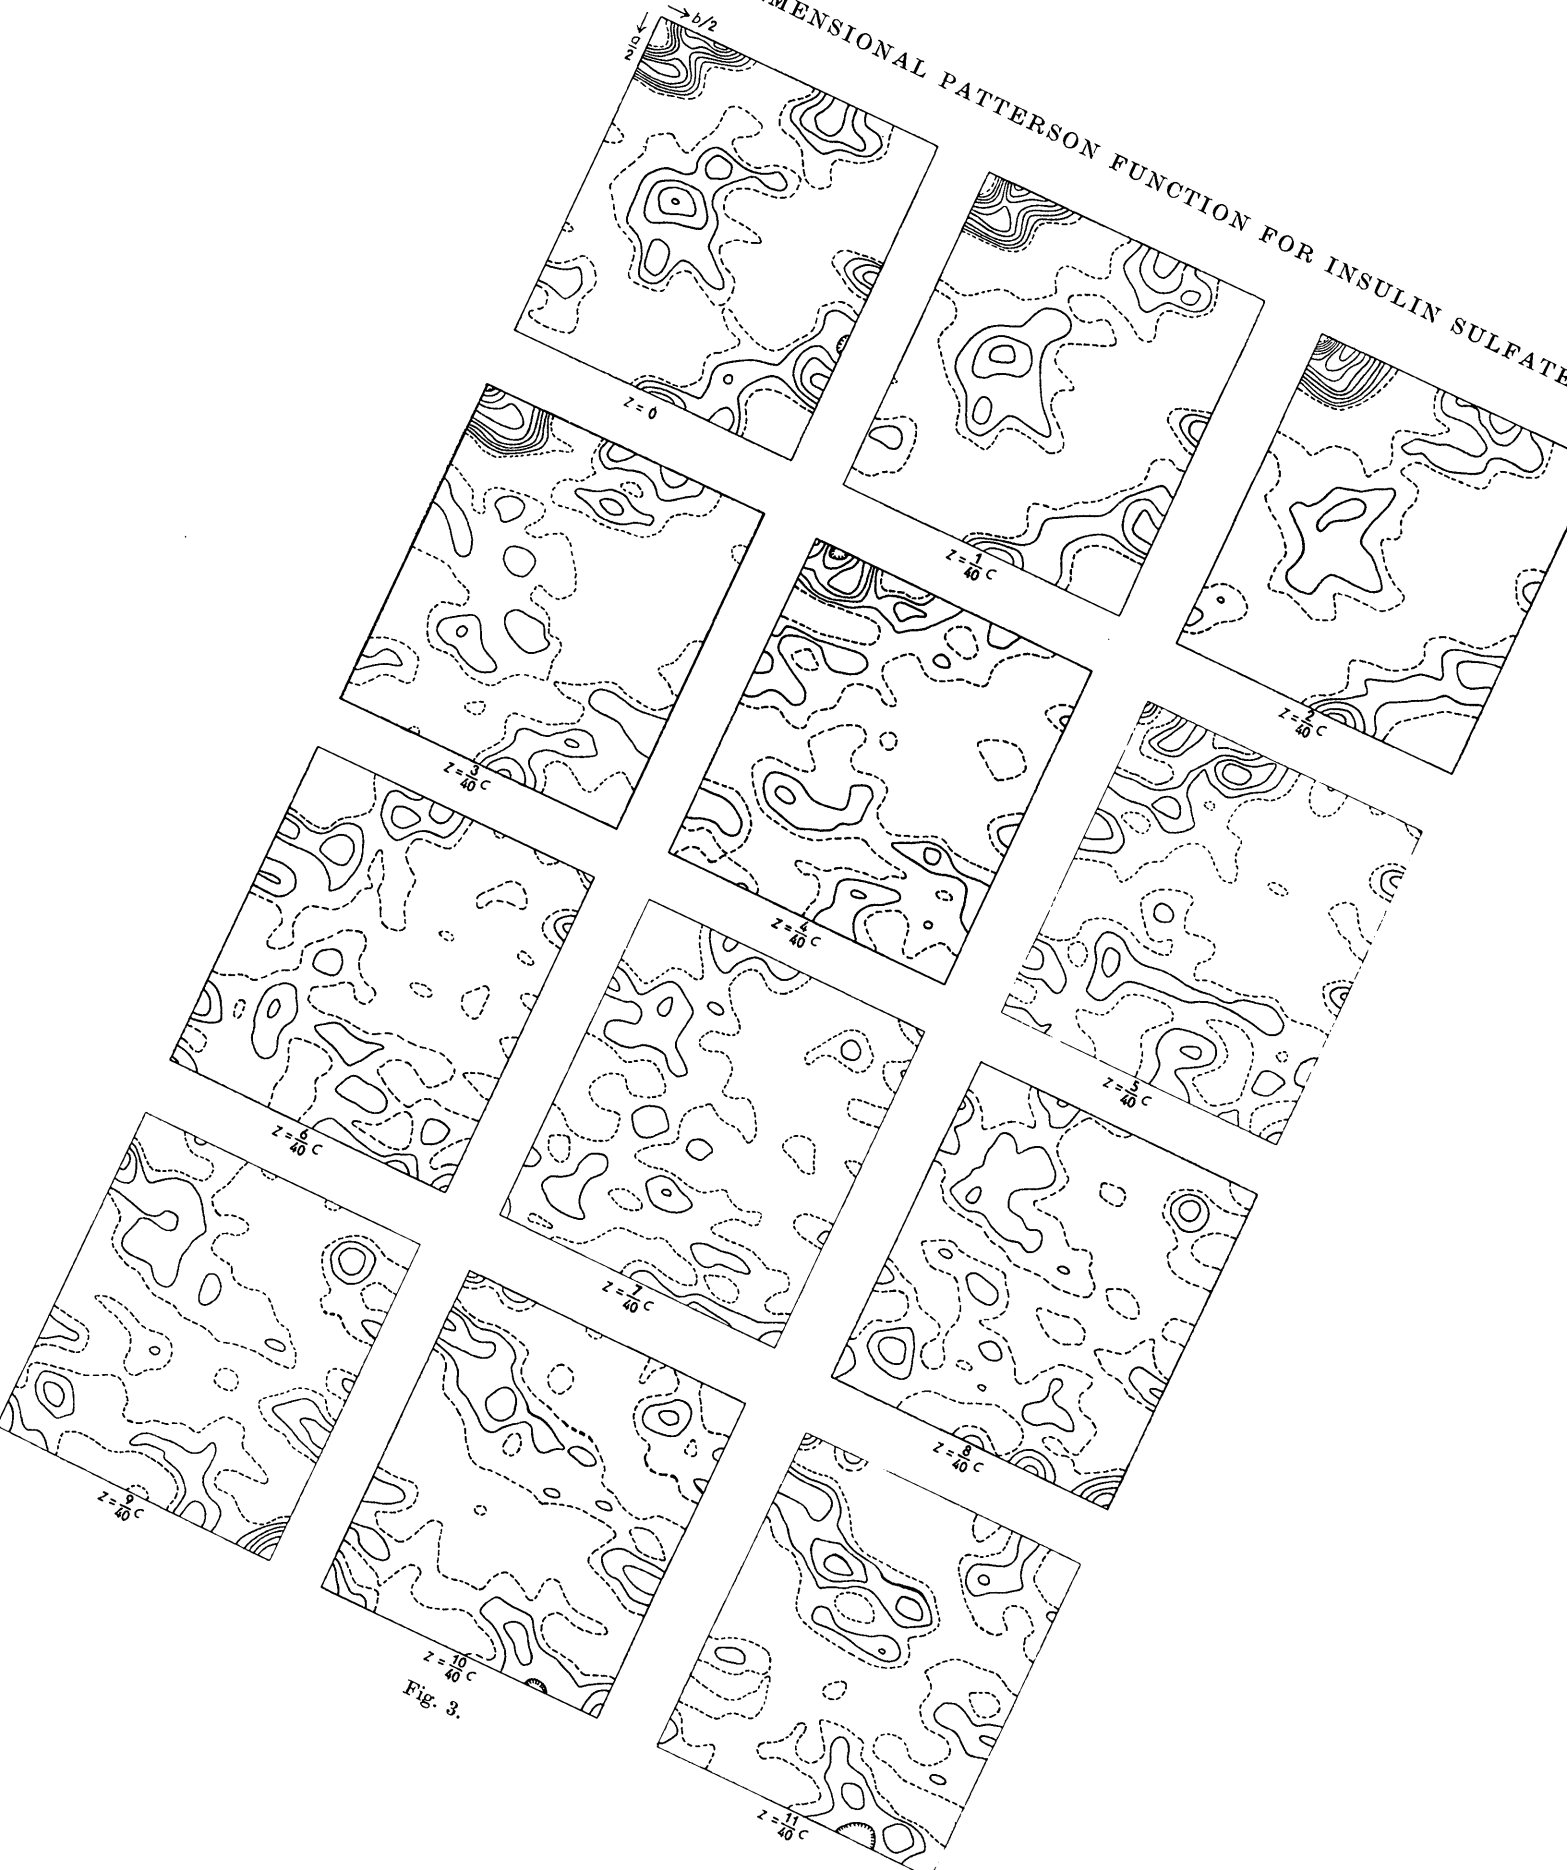 DIMENSIONAL PATTERSON FUNCTION FOR INSULIN SULFATE
→ b/2
↓ a/2
Z = 0
Z = 1/40 C
Z = 2/40 C
Z = 3/40 C
Z = 4/40 C
Z = 5/40 C
Z = 6/40 C
Z = 7/40 C
Z = 8/40 C
Z = 9/40 C
Z = 10/40 C
Z = 11/40 C
Fig. 3.